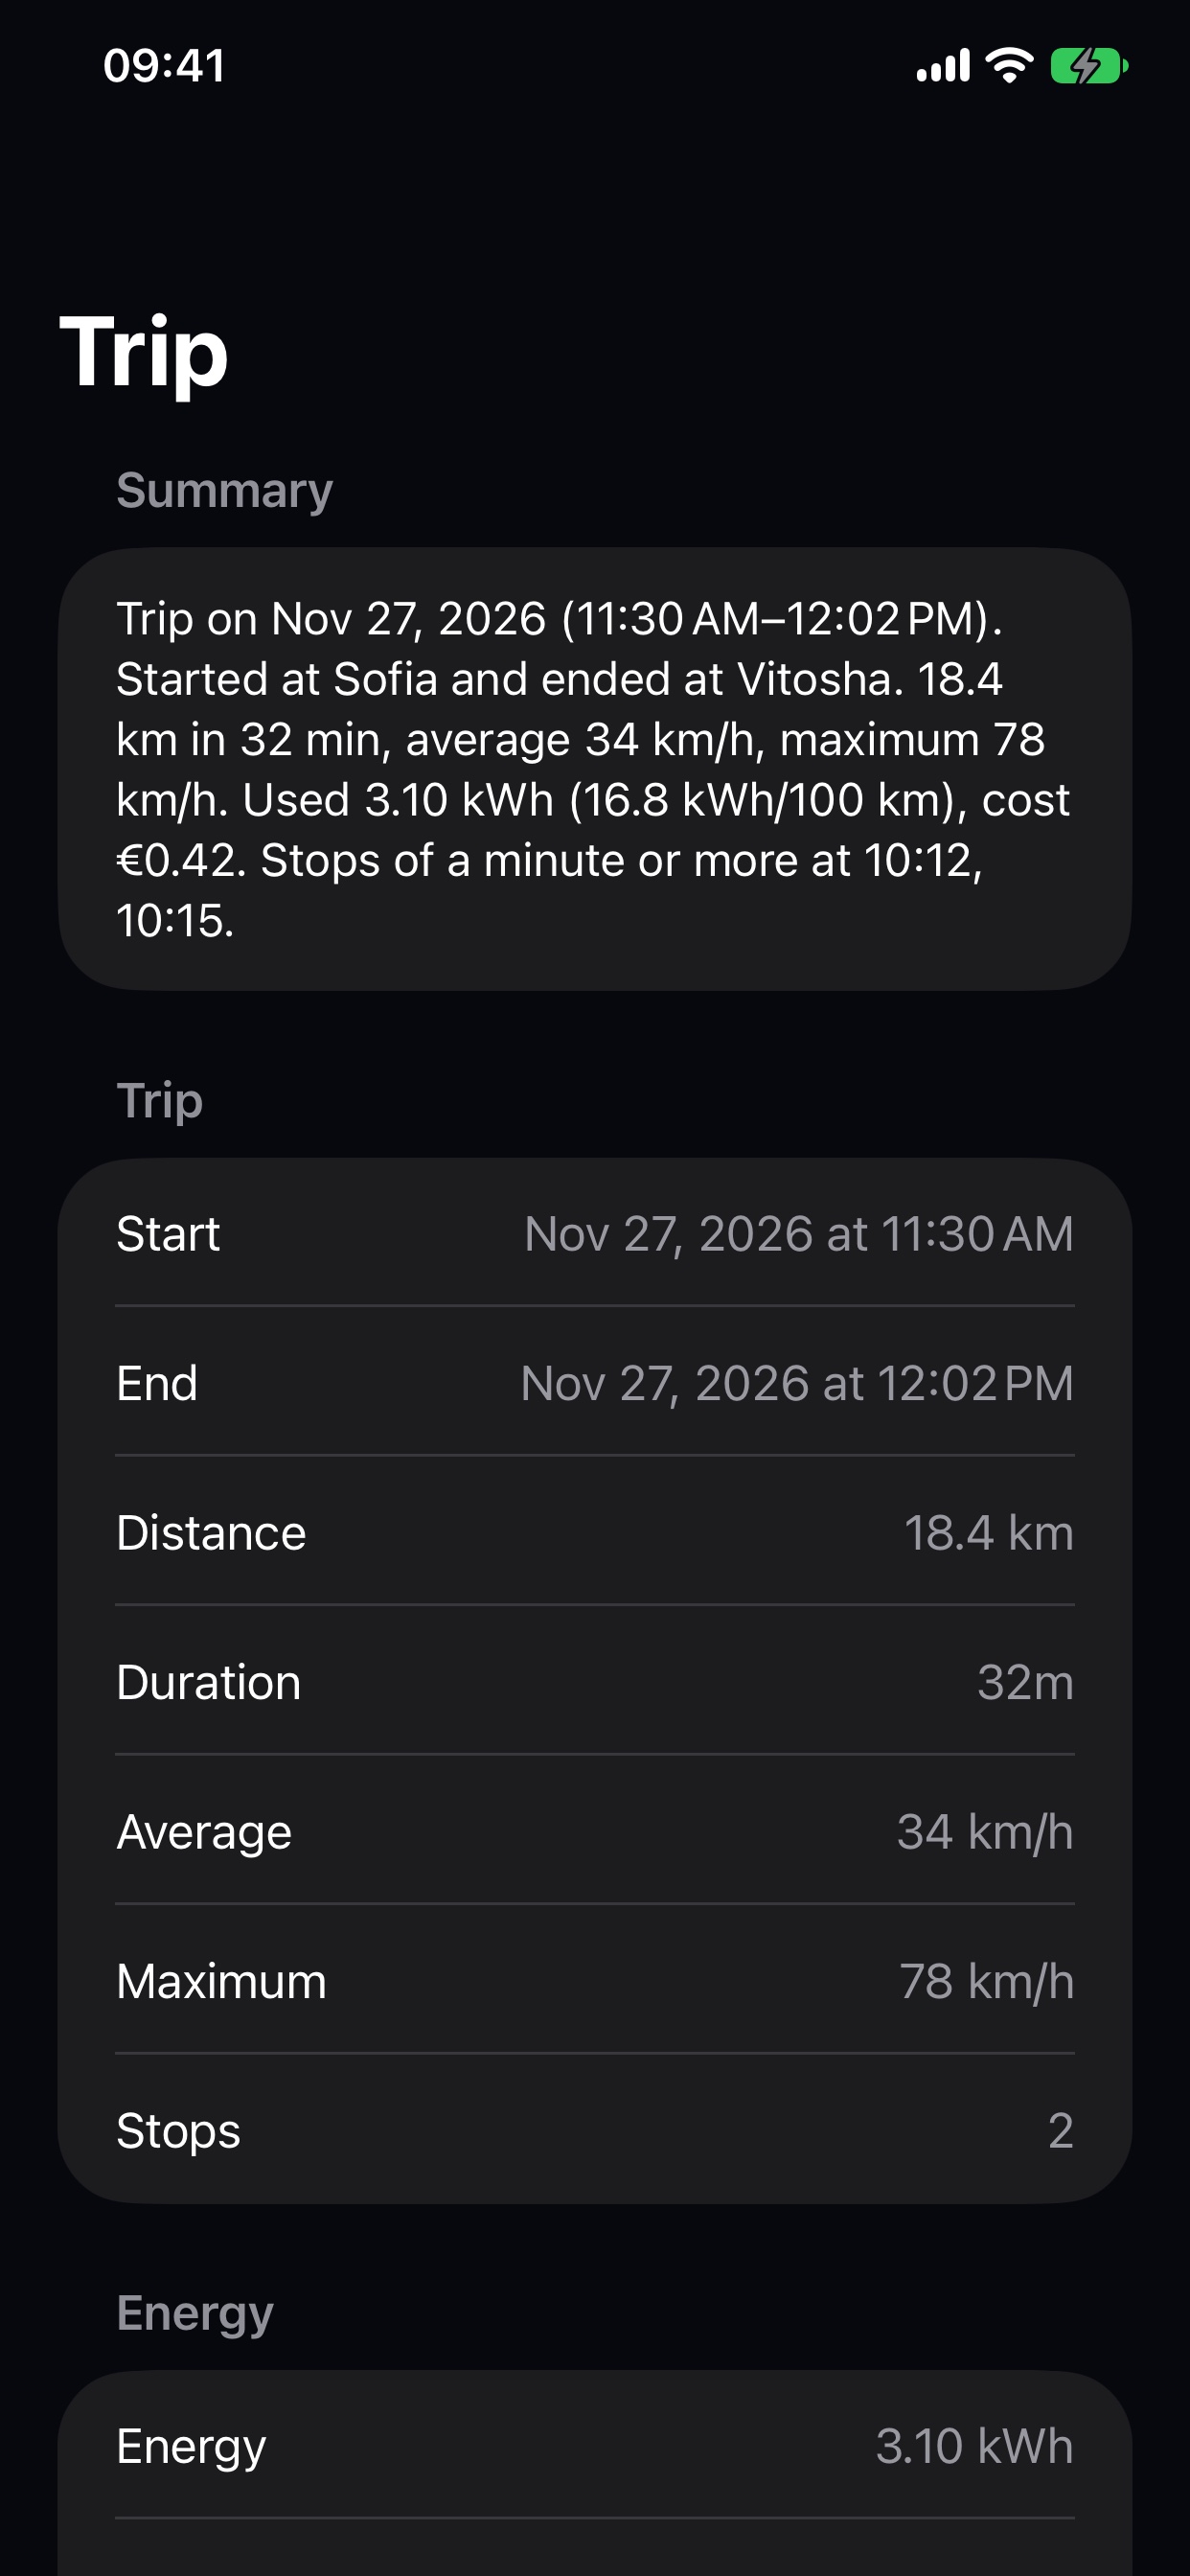 09:41
Trip
Summary
Trip on Nov 27, 2026 (11:30 AM–12:02 PM).
Started at Sofia and ended at Vitosha. 18.4
km in 32 min, average 34 km/h, maximum 78
km/h. Used 3.10 kWh (16.8 kWh/100 km), cost
€0.42. Stops of a minute or more at 10:12,
10:15.
Trip
Start Nov 27, 2026 at 11:30 AM
End Nov 27, 2026 at 12:02 PM
Distance 18.4 km
Duration 32m
Average 34 km/h
Maximum 78 km/h
Stops 2
Energy
Energy 3.10 kWh